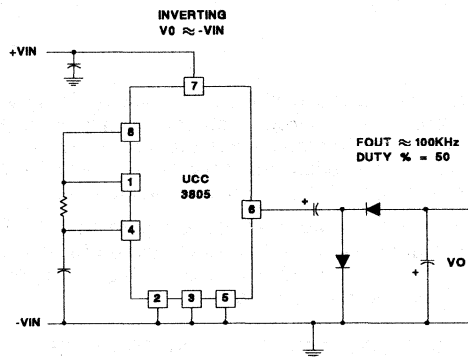 INVERTING
V0 ≈ -VIN
+VIN
7
8
FOUT ≈ 100KHz
DUTY % = 50
1
UCC
3805
6
+
4
VO
+
2 3 5
-VIN